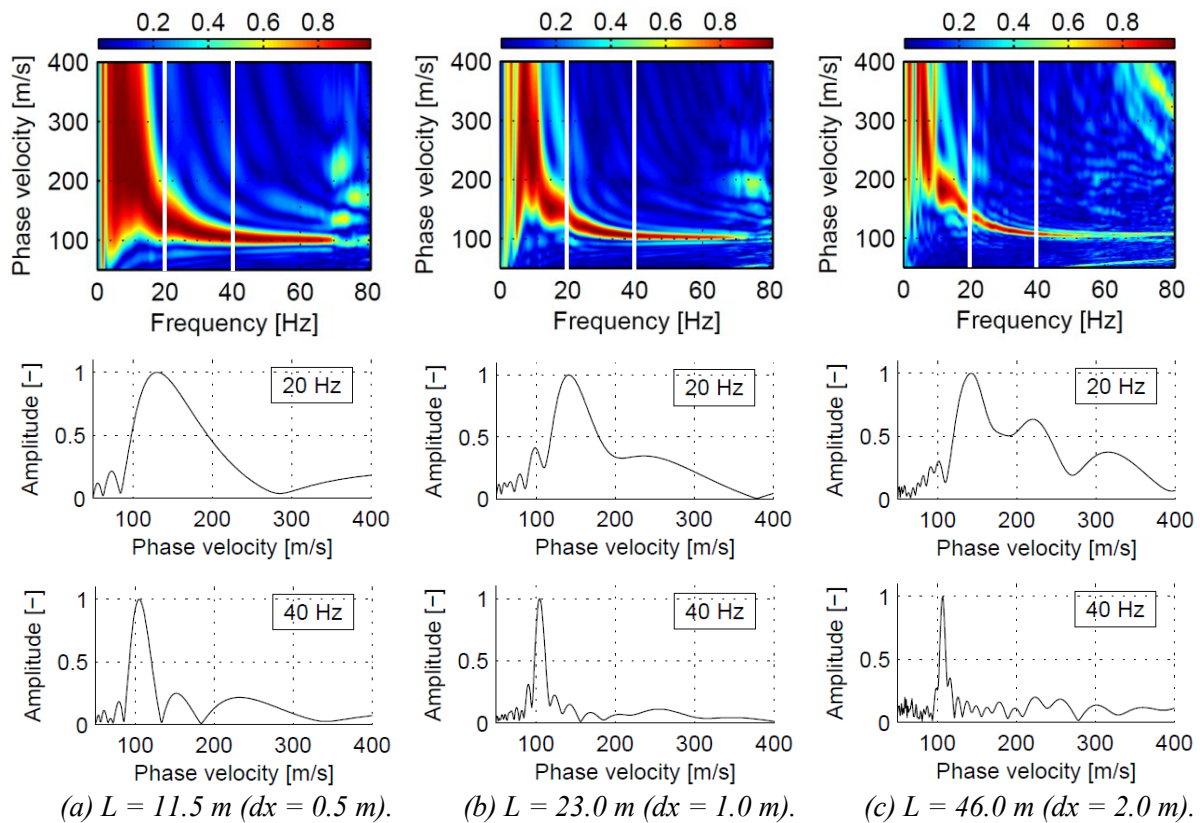 0.2 0.4 0.6 0.8
0.2 0.4 0.6 0.8
0.2 0.4 0.6 0.8
Phase velocity [m/s]
400
300
200
100
0 20 40 60 80
Frequency [Hz]
Phase velocity [m/s]
400
300
200
100
0 20 40 60 80
Frequency [Hz]
Phase velocity [m/s]
400
300
200
100
0 20 40 60 80
Frequency [Hz]
Amplitude [–]
1
0.5
0
20 Hz
100 200 300 400
Phase velocity [m/s]
Amplitude [–]
1
0.5
0
20 Hz
100 200 300 400
Phase velocity [m/s]
Amplitude [–]
1
0.5
0
20 Hz
100 200 300 400
Phase velocity [m/s]
Amplitude [–]
1
0.5
0
40 Hz
100 200 300 400
Phase velocity [m/s]
Amplitude [–]
1
0.5
0
40 Hz
100 200 300 400
Phase velocity [m/s]
Amplitude [–]
1
0.5
0
40 Hz
100 200 300 400
Phase velocity [m/s]
(a) L = 11.5 m (dx = 0.5 m).
(b) L = 23.0 m (dx = 1.0 m).
(c) L = 46.0 m (dx = 2.0 m).